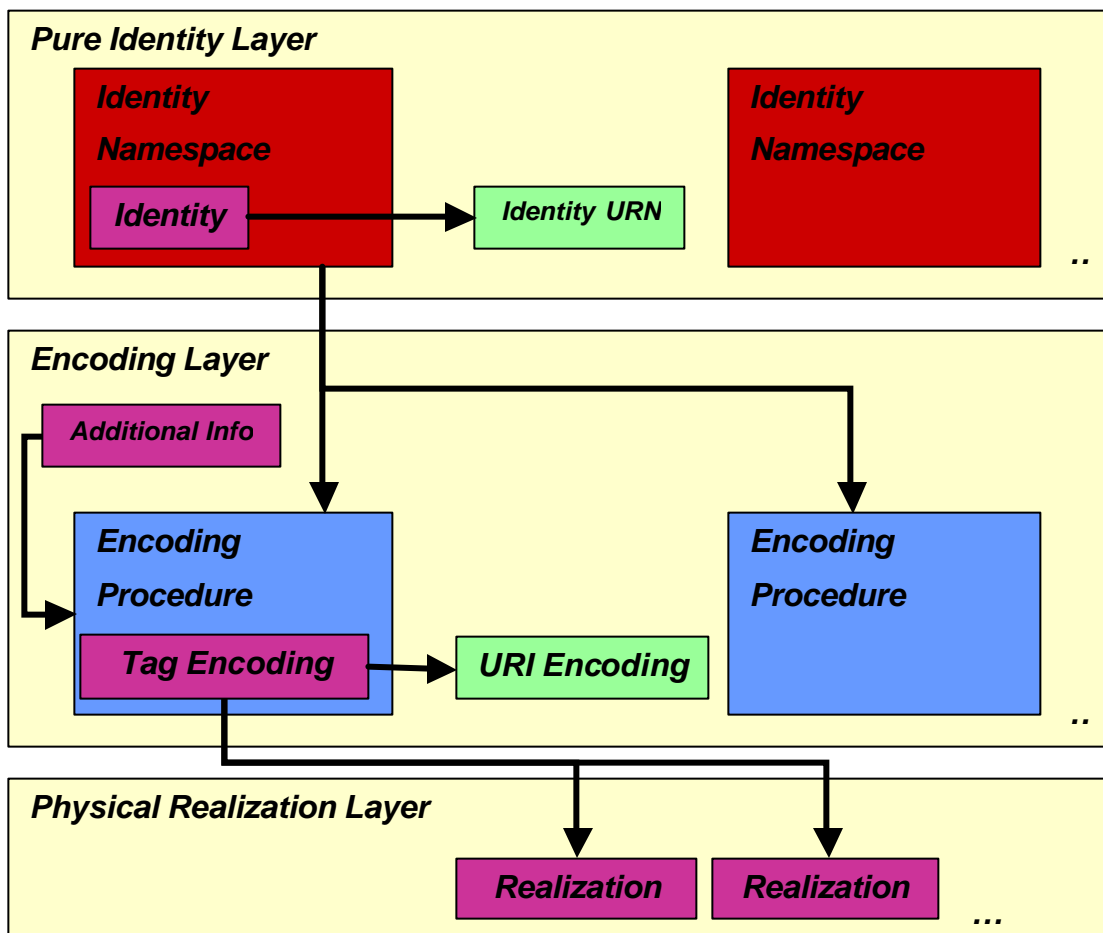 Pure Identity Layer
Identity
Namespace
Identity
Identity URN
Identity
Namespace
..
Encoding Layer
Additional Info
Encoding
Procedure
Tag Encoding
URI Encoding
Encoding
Procedure
..
Physical Realization Layer
Realization
Realization
...